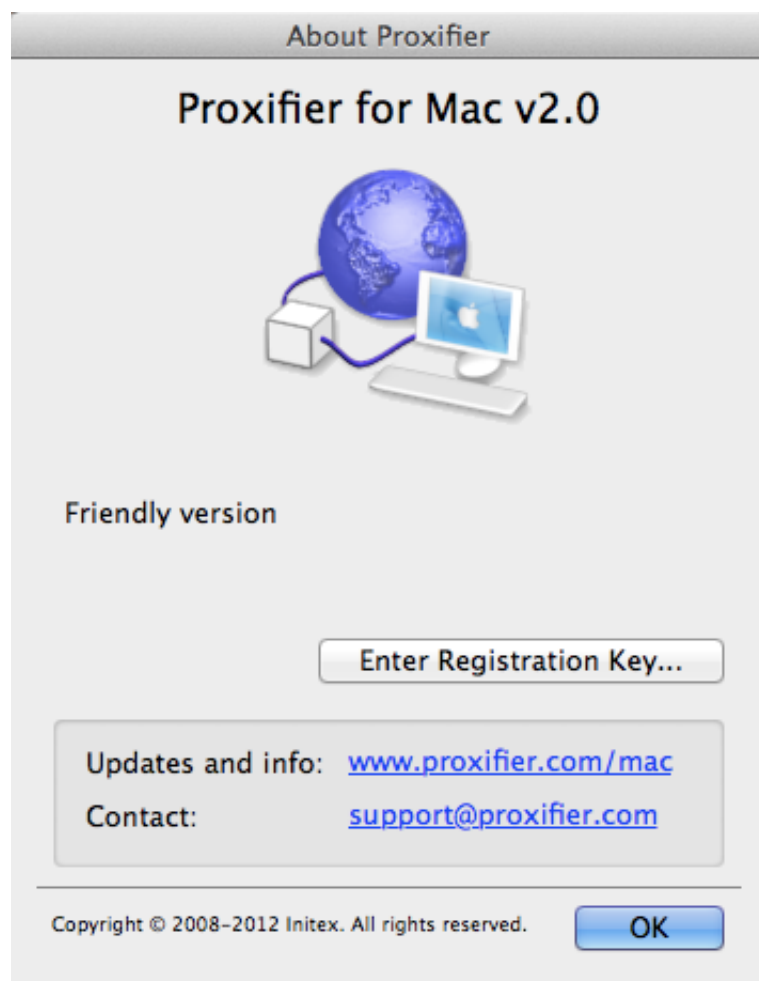 About Proxifier
Proxifier for Mac v2.0
Friendly version
Enter Registration Key...
Updates and info: www.proxifier.com/mac
Contact: support@proxifier.com
Copyright © 2008–2012 Initex. All rights reserved. OK